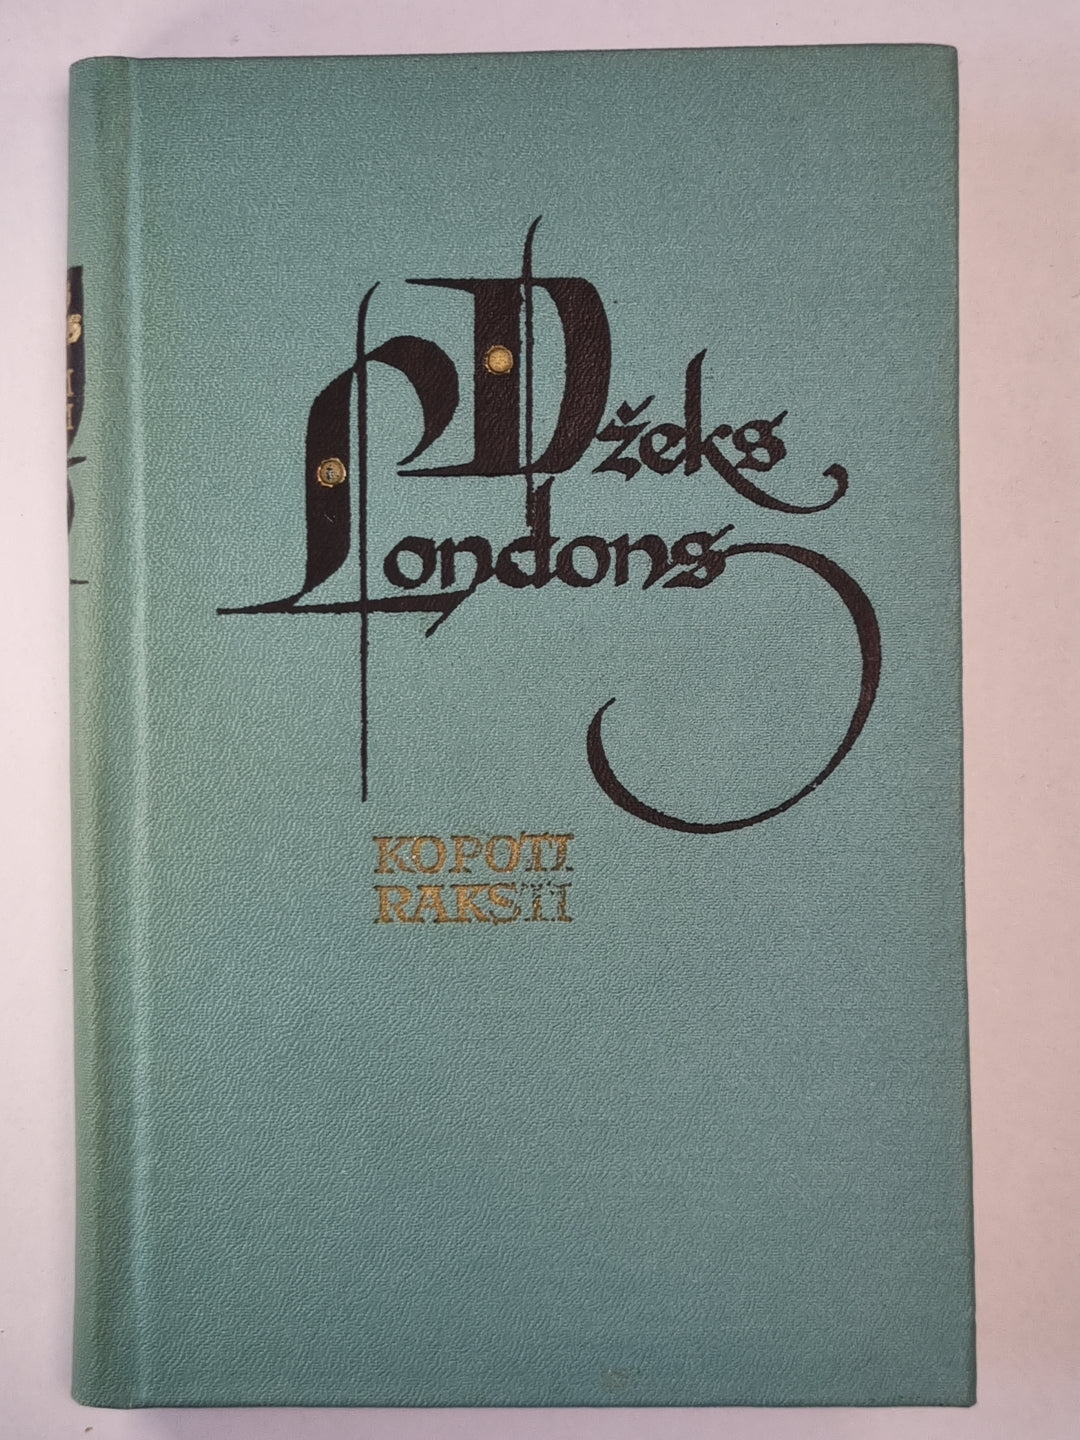 Džeks
Londons
KOPOTI
RAKSTI